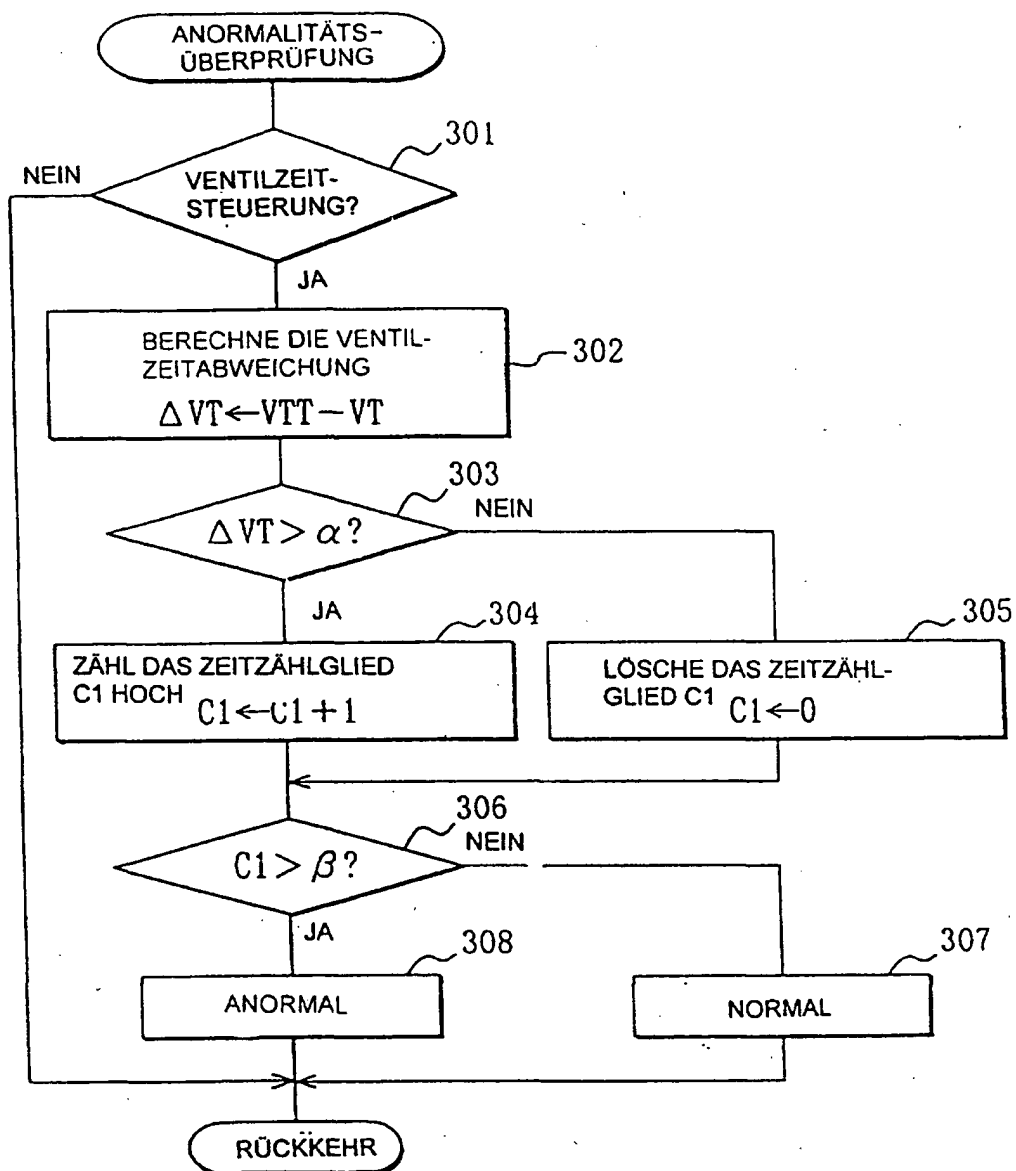 ANORMALITÄTS-
ÜBERPRÜFUNG
301
NEIN
VENTILZEIT-
STEUERUNG?
JA
BERECHNE DIE VENTIL-
ZEITABWEICHUNG
△VT←VTT−VT
302
303
NEIN
△VT>α?
JA
304
305
ZÄHL DAS ZEITZÄHLGLIED
C1 HOCH
C1←C1+1
LÖSCHE DAS ZEITZÄHL-
GLIED C1
C1←0
306
NEIN
C1>β?
JA
308
307
ANORMAL
NORMAL
RÜCKKEHR